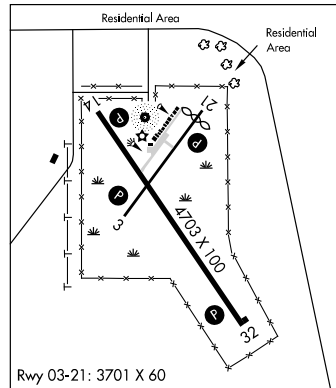 Residential Area
Residential
Area
14
21
P
P
P
3
4703 X 100
P
32
Rwy 03-21: 3701 X 60